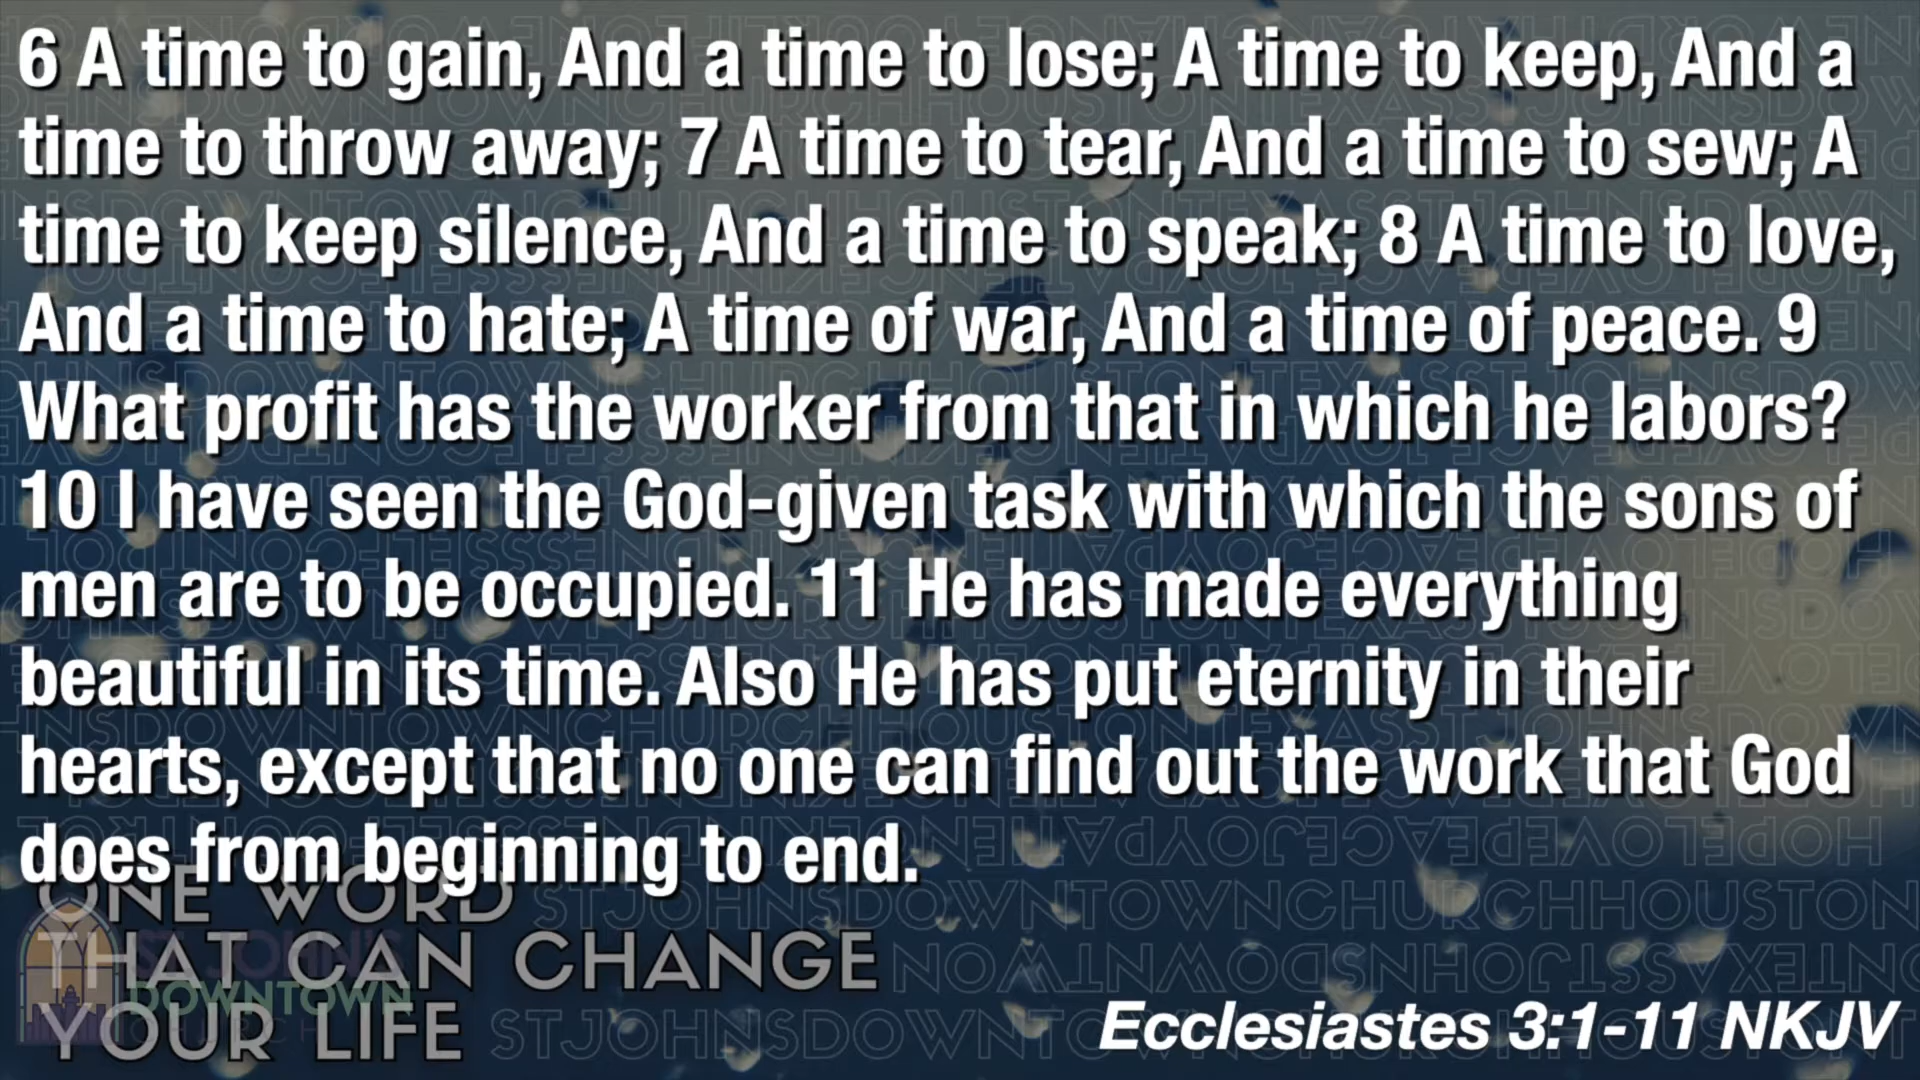 6 A time to gain, And a time to lose; A time to keep, And a
time to throw away; 7 A time to tear, And a time to sew; A
time to keep silence, And a time to speak; 8 A time to love,
And a time to hate; A time of war, And a time of peace. 9
What profit has the worker from that in which he labors?
10 I have seen the God-given task with which the sons of
men are to be occupied. 11 He has made everything
beautiful in its time. Also He has put eternity in their
hearts, except that no one can find out the work that God
does from beginning to end.
ONE WORD
THAT CAN CHANGE
YOUR LIFE
ST JOHN'S
DOWNTOWN
CHURCH
Ecclesiastes 3:1-11 NKJV